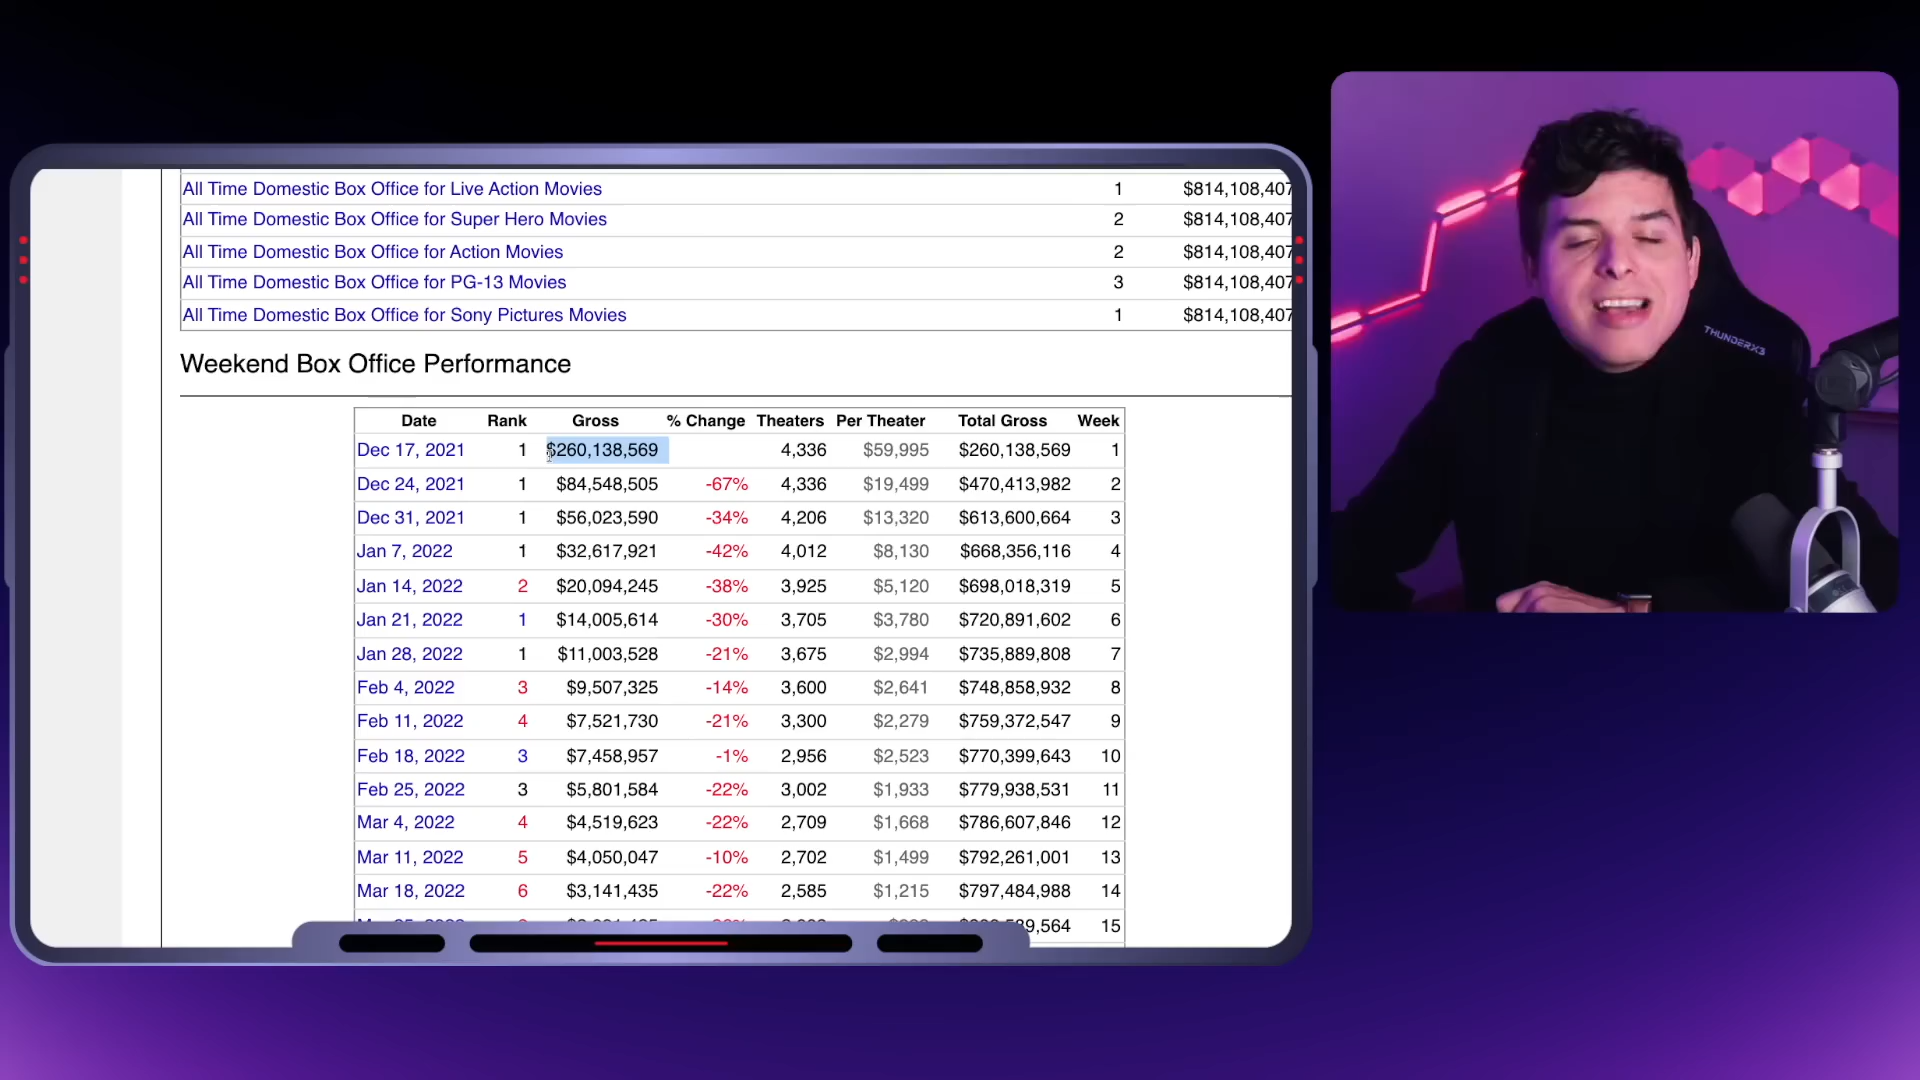 All Time Domestic Box Office for Live Action Movies 1 $814,108,407
All Time Domestic Box Office for Super Hero Movies 2 $814,108,407
All Time Domestic Box Office for Action Movies 2 $814,108,407
All Time Domestic Box Office for PG-13 Movies 3 $814,108,407
All Time Domestic Box Office for Sony Pictures Movies 1 $814,108,407
Weekend Box Office Performance
Date Rank Gross % Change Theaters Per Theater Total Gross Week
Dec 17, 2021 1 $260,138,569 4,336 $59,995 $260,138,569 1
Dec 24, 2021 1 $84,548,505 -67% 4,336 $19,499 $470,413,982 2
Dec 31, 2021 1 $56,023,590 -34% 4,206 $13,320 $613,600,664 3
Jan 7, 2022 1 $32,617,921 -42% 4,012 $8,130 $668,356,116 4
Jan 14, 2022 2 $20,094,245 -38% 3,925 $5,120 $698,018,319 5
Jan 21, 2022 1 $14,005,614 -30% 3,705 $3,780 $720,891,602 6
Jan 28, 2022 1 $11,003,528 -21% 3,675 $2,994 $735,889,808 7
Feb 4, 2022 3 $9,507,325 -14% 3,600 $2,641 $748,858,932 8
Feb 11, 2022 4 $7,521,730 -21% 3,300 $2,279 $759,372,547 9
Feb 18, 2022 3 $7,458,957 -1% 2,956 $2,523 $770,399,643 10
Feb 25, 2022 3 $5,801,584 -22% 3,002 $1,933 $779,938,531 11
Mar 4, 2022 4 $4,519,623 -22% 2,709 $1,668 $786,607,846 12
Mar 11, 2022 5 $4,050,047 -10% 2,702 $1,499 $792,261,001 13
Mar 18, 2022 6 $3,141,435 -22% 2,585 $1,215 $797,484,988 14
15
THUNDERX3